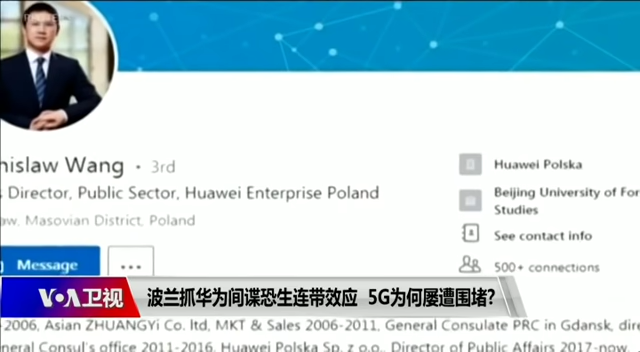 nislaw Wang · 3rd
s Director, Public Sector, Huawei Enterprise Poland
aw, Masovian District, Poland
Message
...
Huawei Polska
Beijing University of For
Studies
See contact info
500+ connections
VOA卫视
波兰抓华为间谍恐生连带效应 5G为何屡遭围堵?
-2006, Asian ZHUANGYi Co. ltd, MKT & Sales 2006-2011, General Consulate PRC in Gdansk, dire
neral Consul's office 2011-2016, Huawei Polska Sp. z o.o., Director of Public Affairs 2017-now.